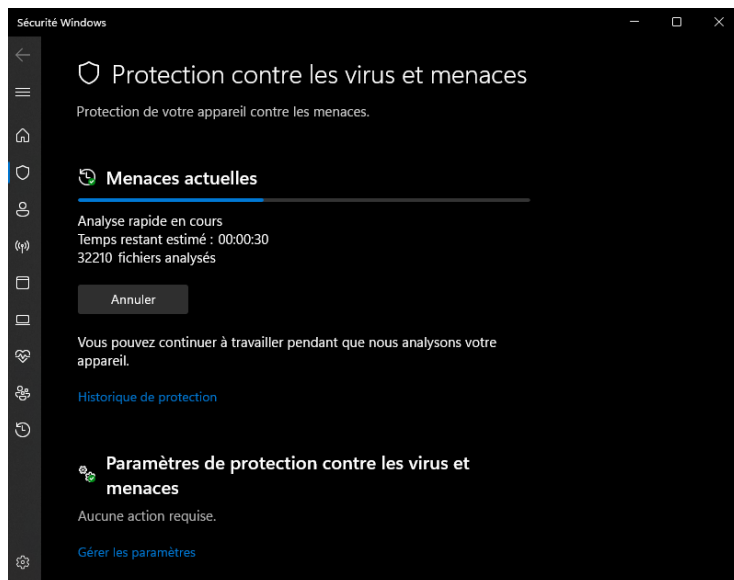 Sécurité Windows
Protection contre les virus et menaces
Protection de votre appareil contre les menaces.
Menaces actuelles
Analyse rapide en cours
Temps restant estimé : 00:00:30
32210 fichiers analysés
Annuler
Vous pouvez continuer à travailler pendant que nous analysons votre
appareil.
Historique de protection
Paramètres de protection contre les virus et
menaces
Aucune action requise.
Gérer les paramètres